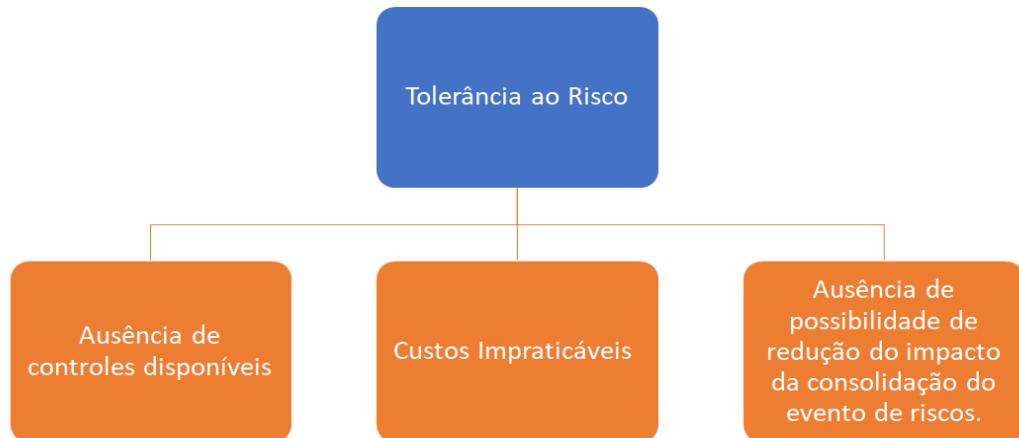 Tolerância ao Risco
Ausência de
controles disponíveis
Custos Impraticáveis
Ausência de
possibilidade de
redução do impacto
da consolidação do
evento de riscos.